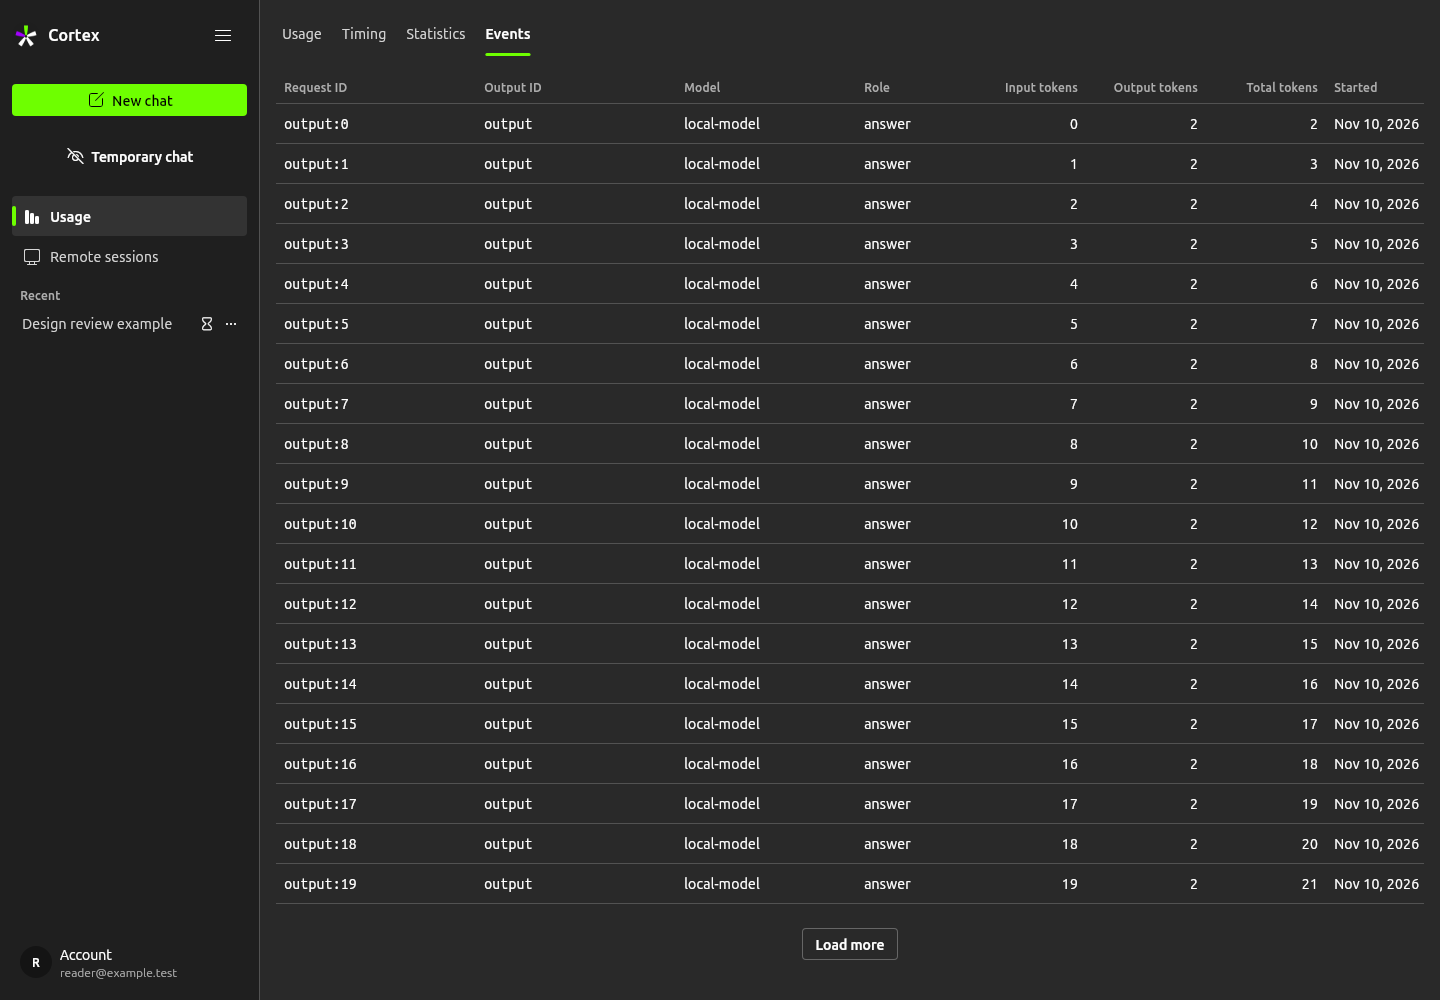 Cortex
New chat
Temporary chat
Usage
Remote sessions
Recent
Design review example
Account
R
reader@example.test
Usage Timing Statistics Events
Request ID Output ID Model Role Input tokens Output tokens Total tokens Started
output:0 output local-model answer 0 2 2 Nov 10, 2026
output:1 output local-model answer 1 2 3 Nov 10, 2026
output:2 output local-model answer 2 2 4 Nov 10, 2026
output:3 output local-model answer 3 2 5 Nov 10, 2026
output:4 output local-model answer 4 2 6 Nov 10, 2026
output:5 output local-model answer 5 2 7 Nov 10, 2026
output:6 output local-model answer 6 2 8 Nov 10, 2026
output:7 output local-model answer 7 2 9 Nov 10, 2026
output:8 output local-model answer 8 2 10 Nov 10, 2026
output:9 output local-model answer 9 2 11 Nov 10, 2026
output:10 output local-model answer 10 2 12 Nov 10, 2026
output:11 output local-model answer 11 2 13 Nov 10, 2026
output:12 output local-model answer 12 2 14 Nov 10, 2026
output:13 output local-model answer 13 2 15 Nov 10, 2026
output:14 output local-model answer 14 2 16 Nov 10, 2026
output:15 output local-model answer 15 2 17 Nov 10, 2026
output:16 output local-model answer 16 2 18 Nov 10, 2026
output:17 output local-model answer 17 2 19 Nov 10, 2026
output:18 output local-model answer 18 2 20 Nov 10, 2026
output:19 output local-model answer 19 2 21 Nov 10, 2026
Load more